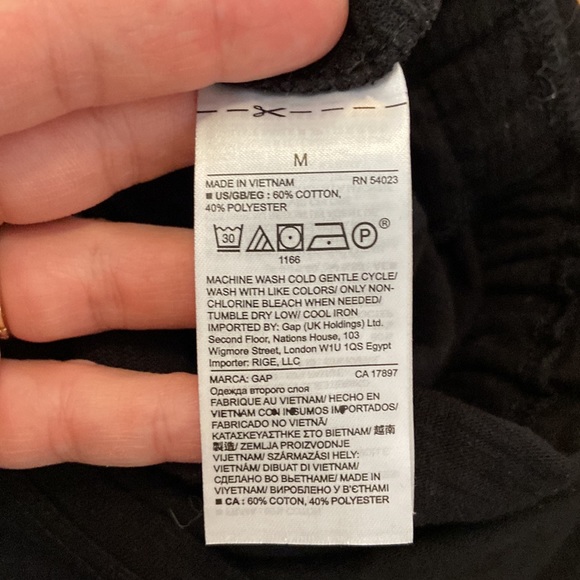 M
MADE IN VIETNAM RN 54023
■ US/GB/EG : 60% COTTON,
40% POLYESTER
30 P ®
1166
MACHINE WASH COLD GENTLE CYCLE/
WASH WITH LIKE COLORS/ ONLY NON-
CHLORINE BLEACH WHEN NEEDED/
TUMBLE DRY LOW/ COOL IRON
IMPORTED BY: Gap (UK Holdings) Ltd.
Second Floor, Nations House, 103
Wigmore Street, London W1U 1QS Egypt
Importer: RIGE, LLC
MARCA: GAP CA 17897
Одежда второго слоя
FABRIQUE AU VIETNAM/ HECHO EN
VIETNAM CON INSUMOS IMPORTADOS/
FABRICADO NO VIETNÃ/
ΚΑΤΑΣΚΕΥΑΣΤΗΚΕ ΣΤΟ ΒΙΕΤΝΑΜ/ 越南
製造/ ZEMLJA PROIZVODNJE
VIJETNAM/ SZÁRMAZÁSI HELY:
VIETNÁM/ DIBUAT DI VIETNAM/
СДЕЛАНО ВО ВЬЕТНАМЕ/ MADE IN
VIYETNAM/ ВИРОБЛЕНО У В'ЄТНАМІ
■ CA : 60% COTON, 40% POLYESTER